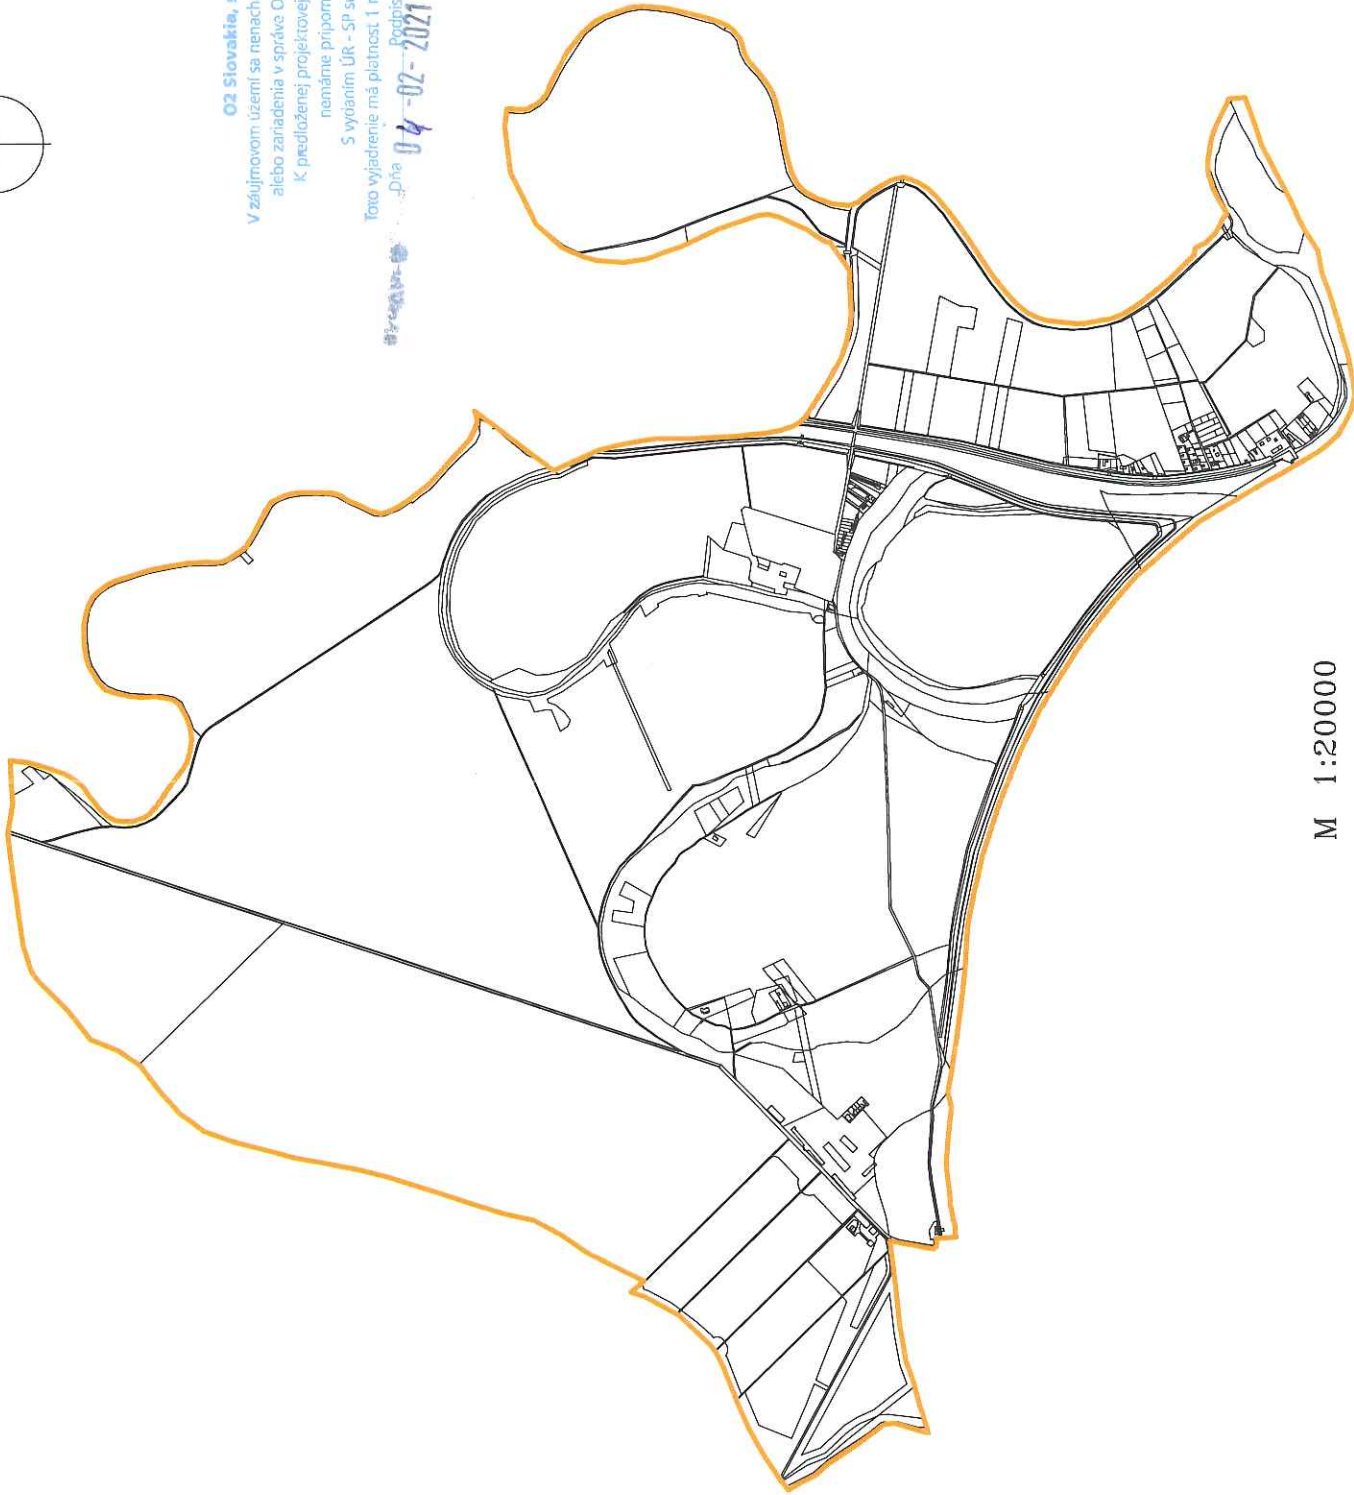 O2 Slovakia,
V záujmovom území sa nenach
alebo zariadenia v správe O
K predloženej projektovej
nemáme pripom
S vydaním ÚR - SP s
Toto vyjadrenie má platnosť 1
Dňa Podpis
04 -02- 2021
M 1:20000